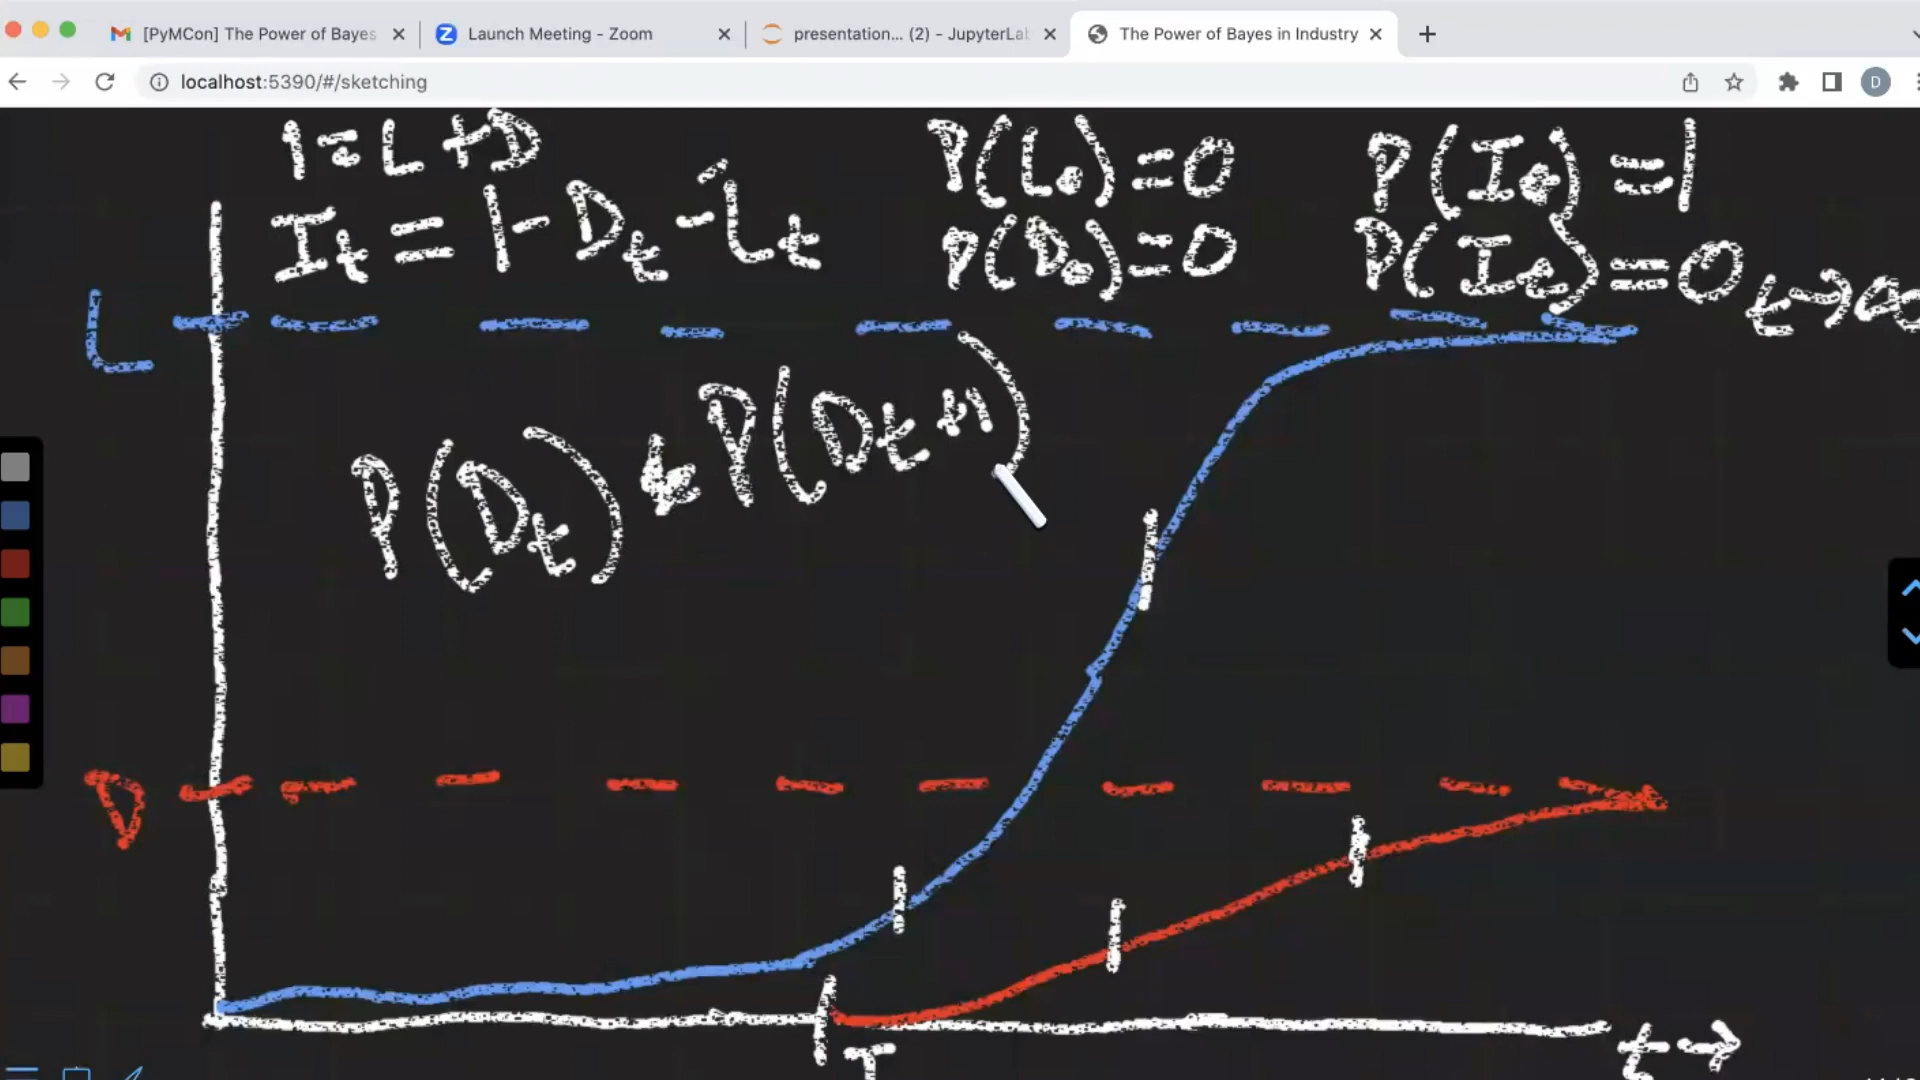 [PyMCon] The Power of Bayes
Launch Meeting - Zoom
presentation... (2) - JupyterLab
The Power of Bayes in Industry
localhost:5390/#/sketching
D
1 = L + D
P(L₀) = 0
P(I₀) = 1
Iₜ = 1 - Dₜ - Lₜ
P(D₀) = 0
P(Iₜ) = 0 t→∞
L
P(Dₜ) ≤ P(Dₜ₊₁)
D
T
t →